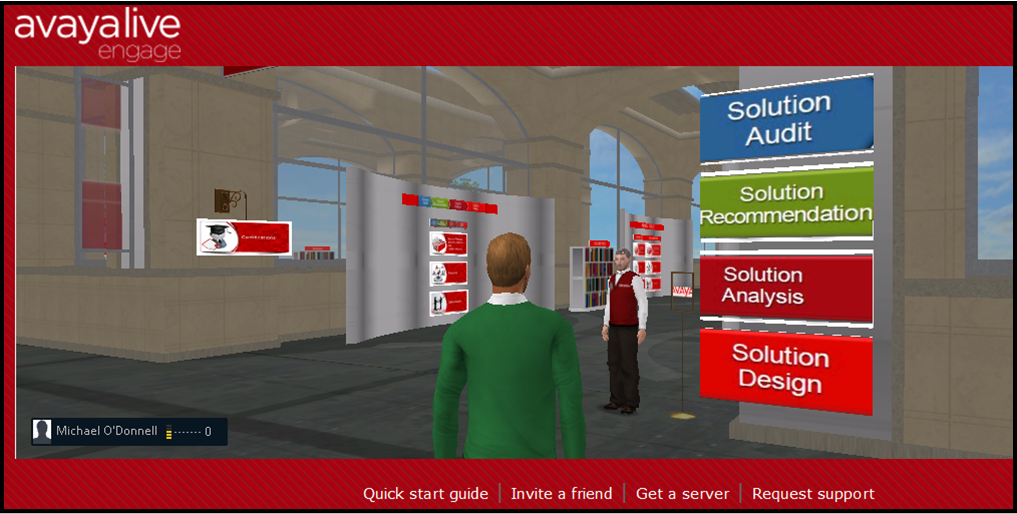 avayalive
engage
Solution
Audit
Solution
Recommendation
Solution
Analysis
Solution
Design
AVAYA
Michael O'Donnell 0
Quick start guide | Invite a friend | Get a server | Request support